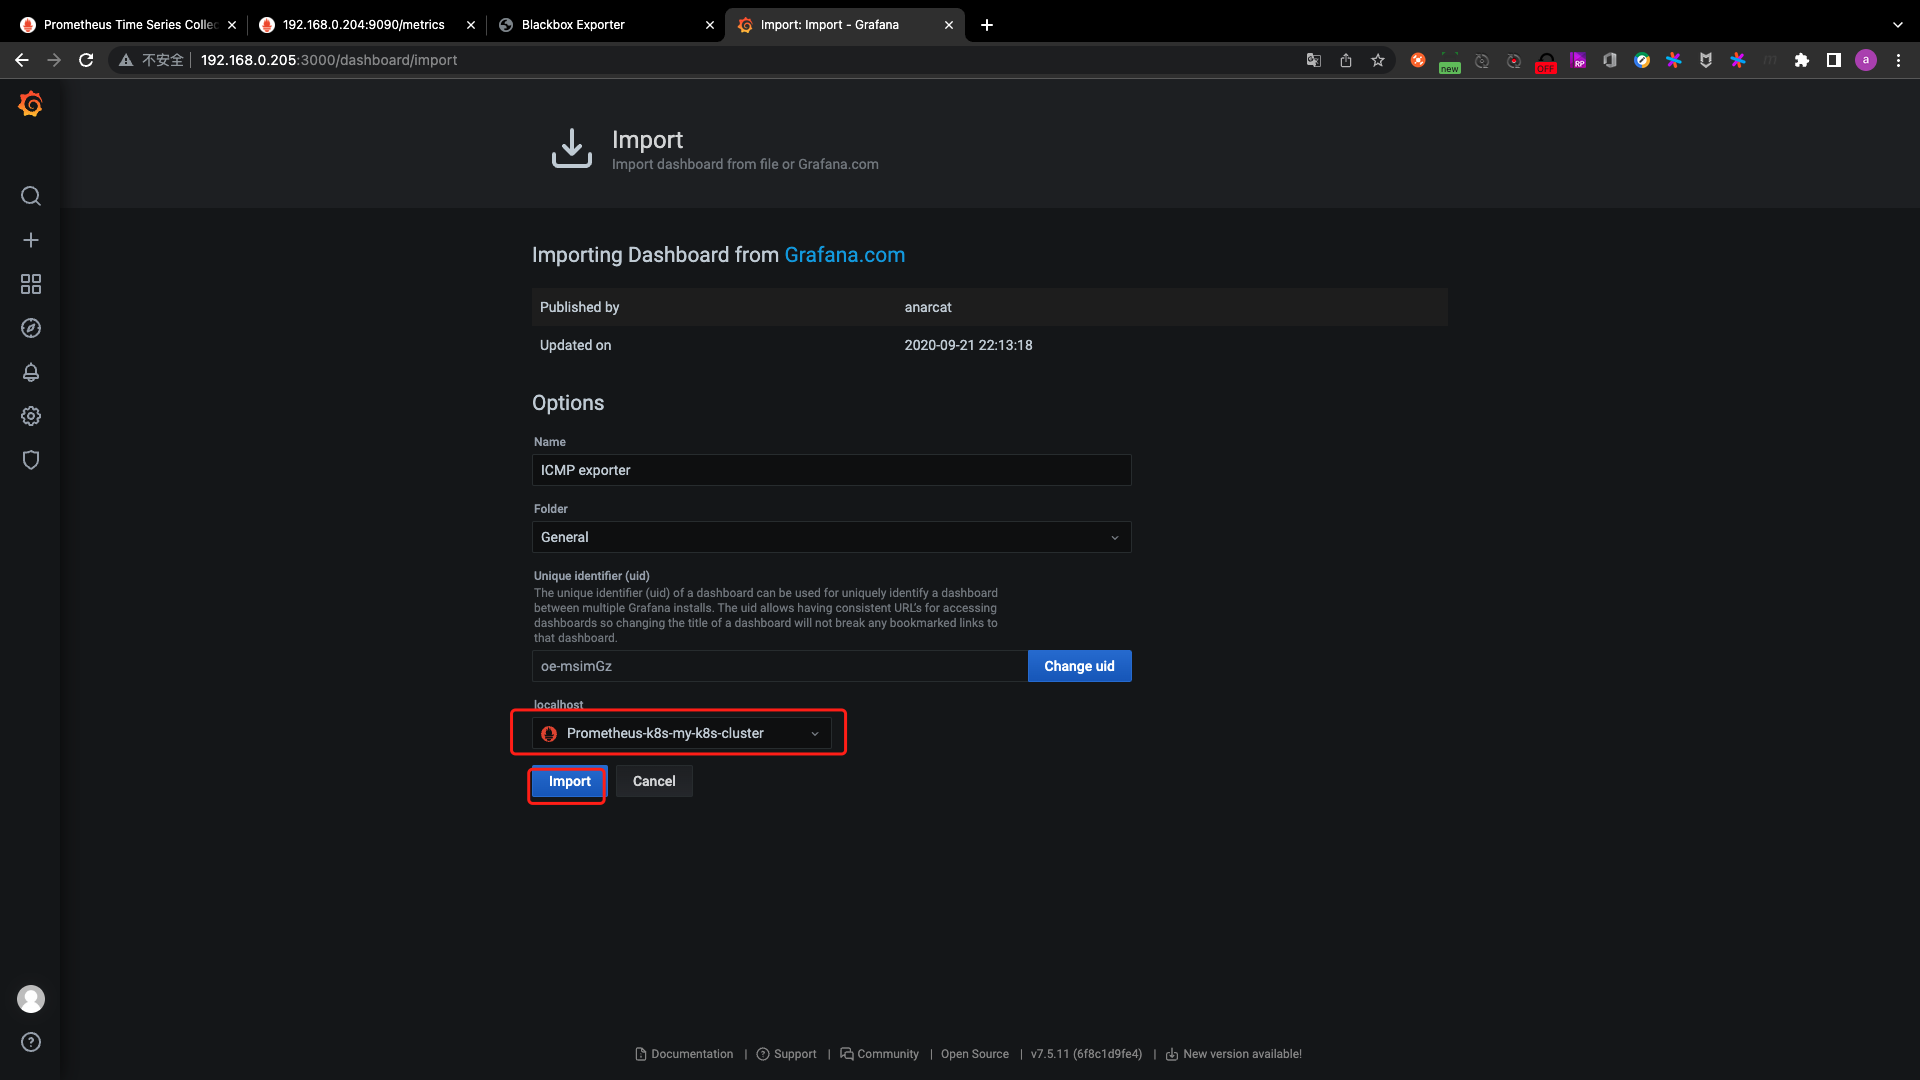 Prometheus Time Series Collec
192.168.0.204:9090/metrics
Blackbox Exporter
Import: Import - Grafana
不安全
192.168.0.205:3000/dashboard/import
new
OFF
RP
m
a
Import
Import dashboard from file or Grafana.com
Importing Dashboard from Grafana.com
Published by anarcat
Updated on 2020-09-21 22:13:18
Options
Name
ICMP exporter
Folder
General
Unique identifier (uid)
The unique identifier (uid) of a dashboard can be used for uniquely identify a dashboard
between multiple Grafana installs. The uid allows having consistent URL's for accessing
dashboards so changing the title of a dashboard will not break any bookmarked links to
that dashboard.
oe-msimGz
Change uid
localhost
Prometheus-k8s-my-k8s-cluster
Import
Cancel
Documentation | Support | Community | Open Source | v7.5.11 (6f8c1d9fe4) | New version available!